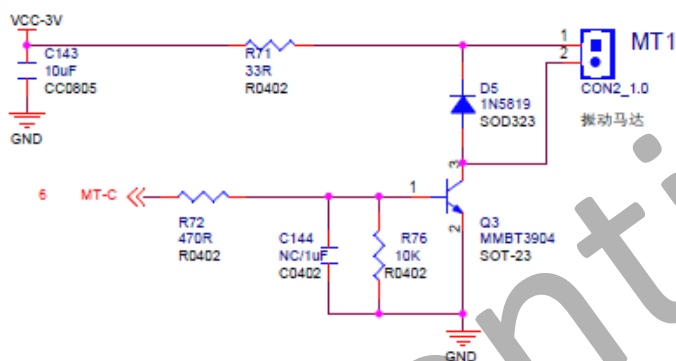 VCC-3V
C143
10uF
CC0805
GND
R71
33R
R0402
1
2
MT1
CON2_1.0
振动马达
D5
1N5819
SOD323
6
MT-C
R72
470R
R0402
C144
NC/1uF
C0402
R76
10K
R0402
1
3
2
Q3
MMBT3904
SOT-23
GND